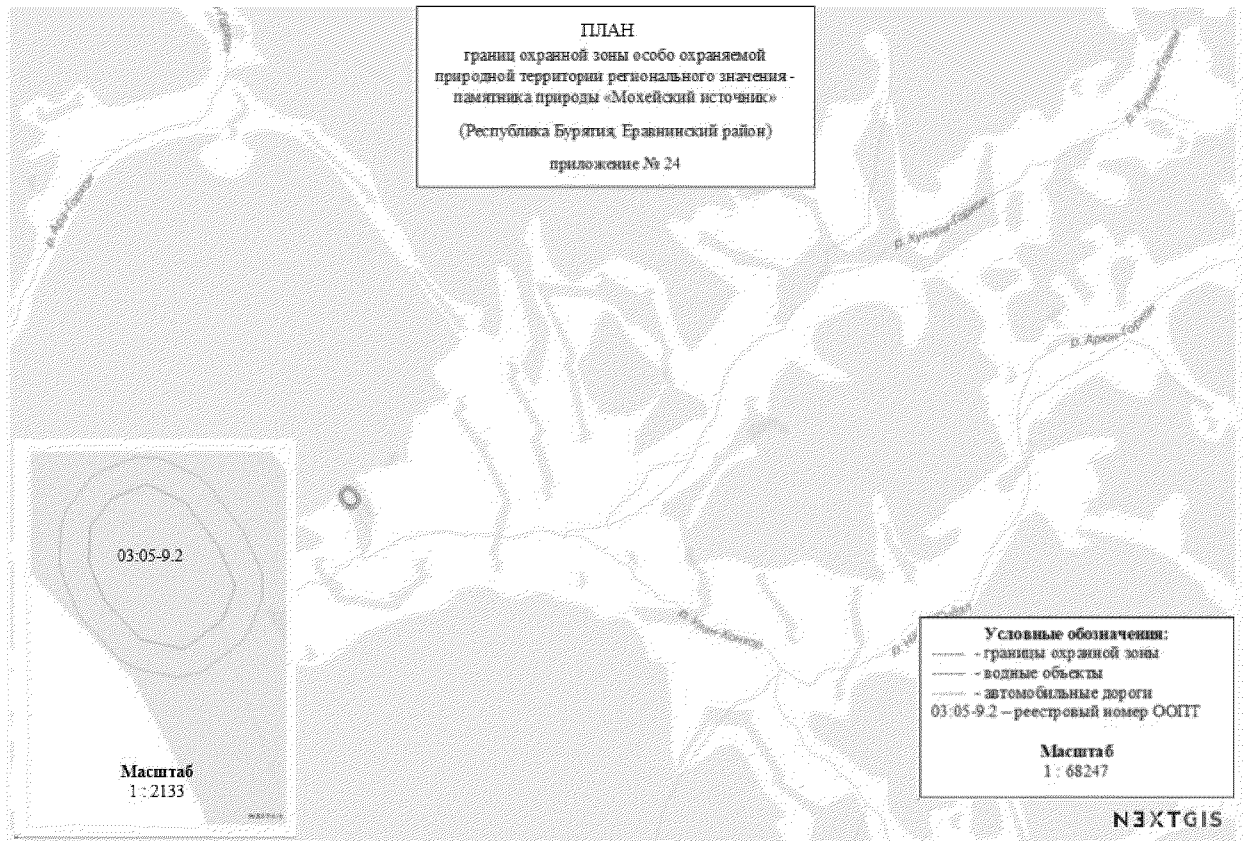 ПЛАН
границ охранной зоны особо охраняемой
природной территории регионального значения -
памятника природы «Мохейский источник»
(Республика Бурятия, Еравнинский район)
приложение № 24
03:05-9.2
Масштаб
1 : 2133
Условные обозначения:
- границы охранной зоны
- водные объекты
- автомобильные дороги
03:05-9.2 – реестровый номер ООПТ
Масштаб
1 : 68247
NEXTGIS